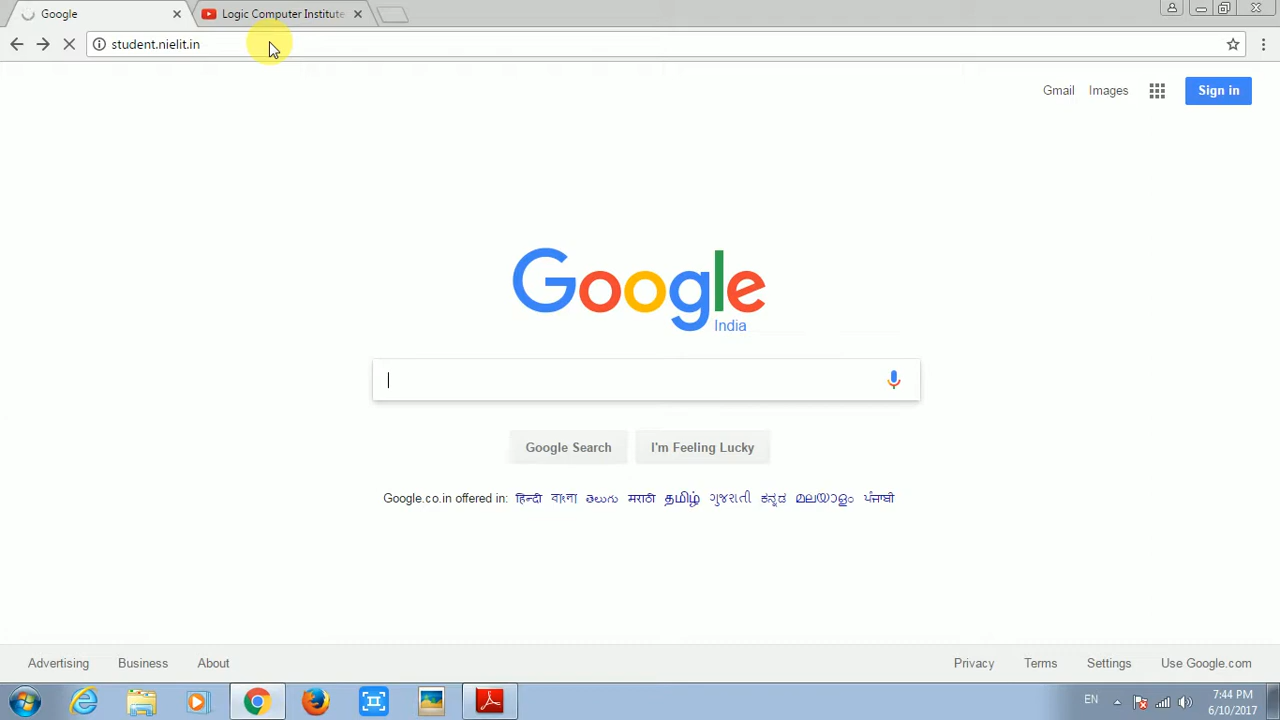 Google
Logic Computer Institute
student.nielit.in
Gmail Images Sign in
Google
India
Google Search I'm Feeling Lucky
Google.co.in offered in: हिन्दी বাংলা తెలుగు मराठी தமிழ் ગુજરાતી ಕನ್ನಡ മലയാളം ਪੰਜਾਬੀ
Advertising Business About Privacy Terms Settings Use Google.com
EN
7:44 PM
6/10/2017